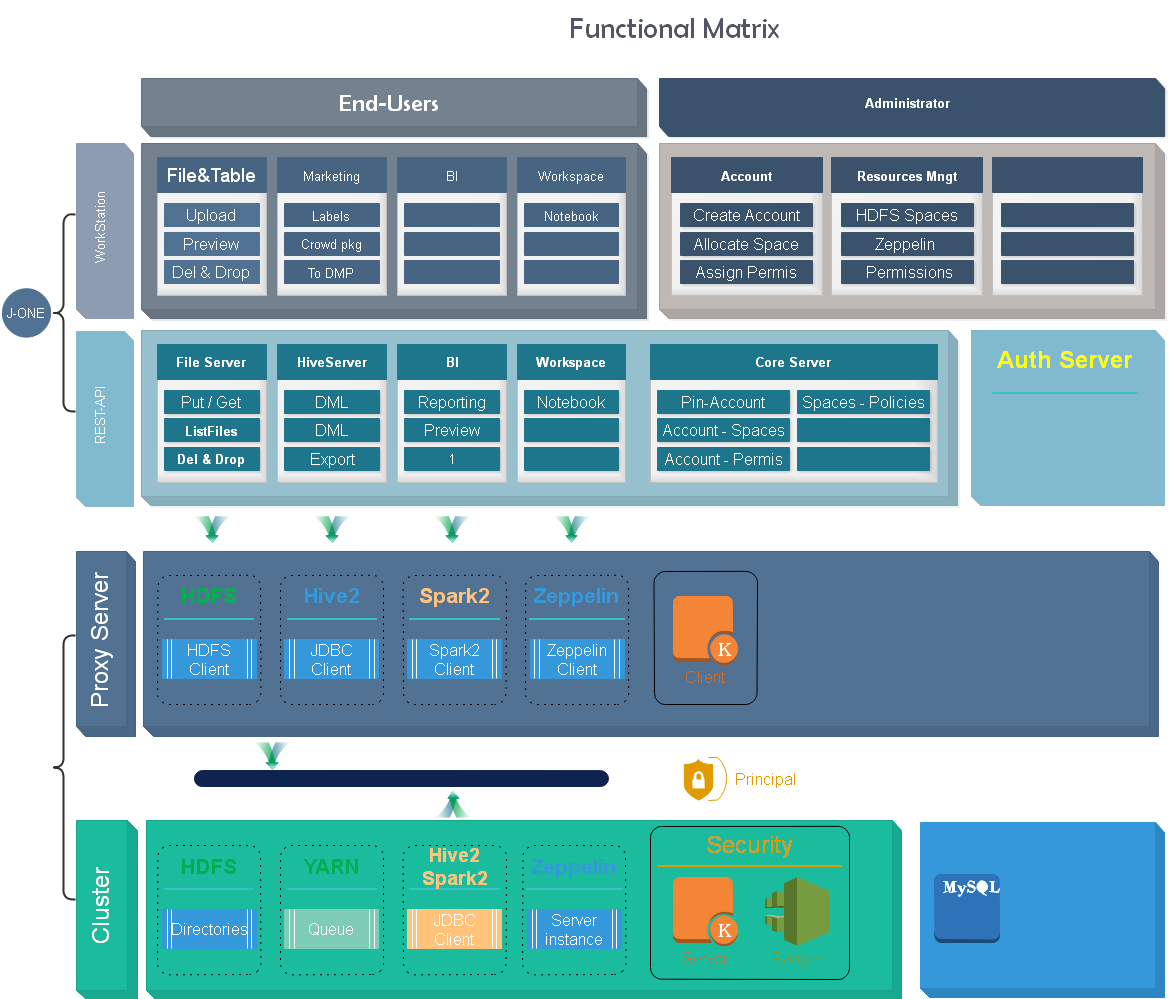 Functional Matrix
End-Users
Administrator
J-ONE
WorkStation
File&Table
Upload
Preview
Del & Drop
Marketing
Labels
Crowd pkg
To DMP
BI
Workspace
Notebook
Account
Create Account
Allocate Space
Assign Permis
Resources Mngt
HDFS Spaces
Zeppelin
Permissions
REST-API
File Server
Put / Get
ListFiles
Del & Drop
HiveServer
DML
DML
Export
BI
Reporting
Preview
1
Workspace
Notebook
Core Server
Pin-Account
Spaces - Policies
Account - Spaces
Account - Permis
Auth Server
Proxy Server
HDFS
HDFS
Client
Hive2
JDBC
Client
Spark2
Spark2
Client
Zeppelin
Zeppelin
Client
K
Client
Principal
Cluster
HDFS
Directories
YARN
Queue
Hive2
Spark2
JDBC
Client
Zeppelin
Server
instance
Security
K
Server
Ranger
MySQL